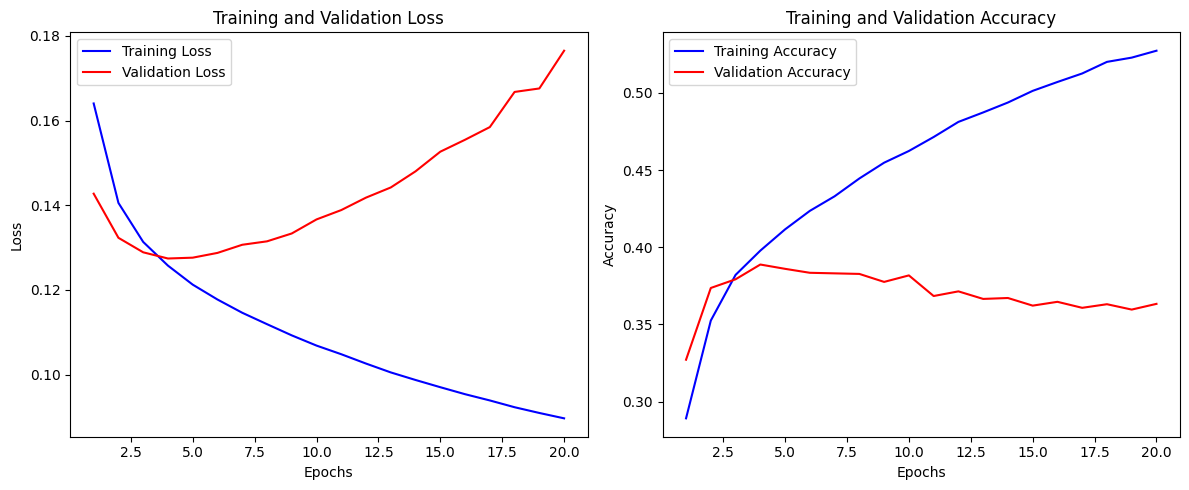 Training and Validation Loss
Training Loss
Validation Loss
0.18
0.16
0.14
0.12
0.10
Loss
2.5 5.0 7.5 10.0 12.5 15.0 17.5 20.0
Epochs
Training and Validation Accuracy
Training Accuracy
Validation Accuracy
0.50
0.45
0.40
0.35
0.30
Accuracy
2.5 5.0 7.5 10.0 12.5 15.0 17.5 20.0
Epochs